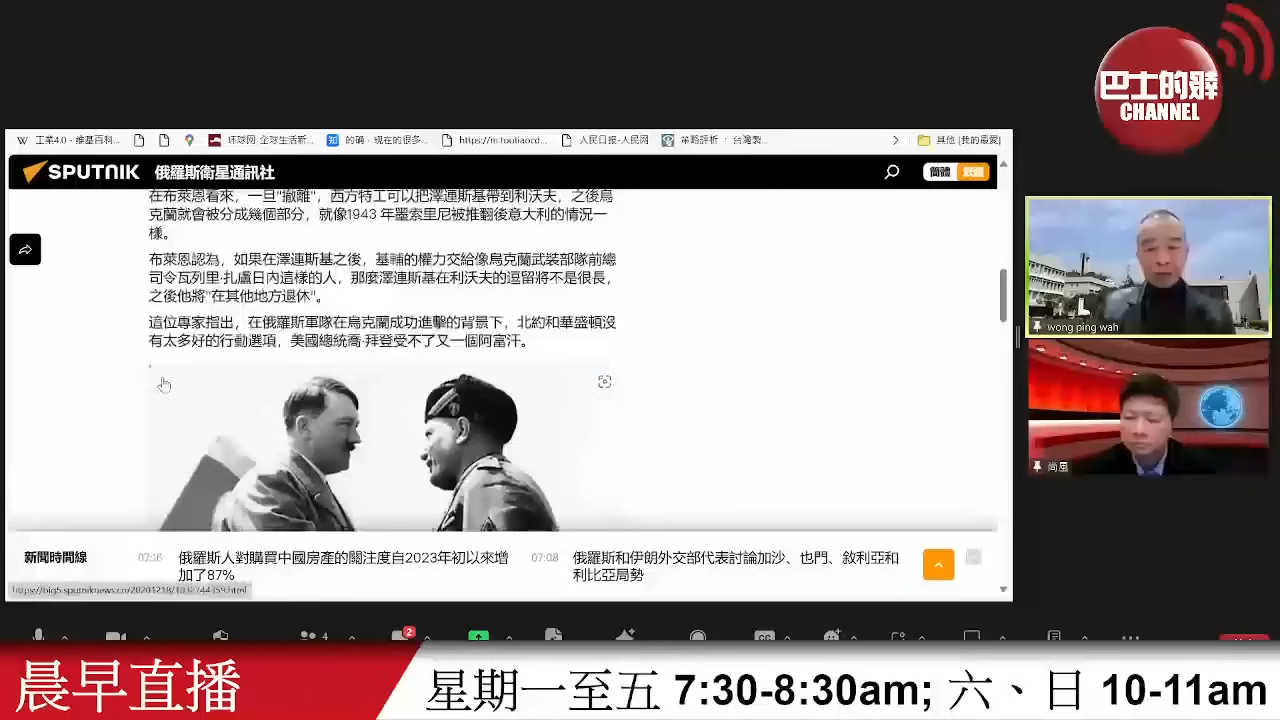 巴士的報
CHANNEL
工業4.0 - 維基百科...
环球网 全球生活新...
知
的确 - 现在的很多...
https://m.toutiaocd...
人民日报-人民网
策略評析 : 台灣製...
其他 (我的最愛)
SPUTNIK 俄羅斯衛星通訊社
簡體 繁體
在布萊恩看來，一旦"撤離"，西方特工可以把澤連斯基帶到利沃夫，之後烏
克蘭就會被分成幾個部分，就像1943 年墨索里尼被推翻後意大利的情況一
樣。
布萊恩認為，如果在澤連斯基之後，基輔的權力交給像烏克蘭武裝部隊前總
司令瓦列里·扎盧日內這樣的人，那麼澤連斯基在利沃夫的逗留將不是很長，
之後他將"在其他地方退休"。
這位專家指出，在俄羅斯軍隊在烏克蘭成功進擊的背景下，北約和華盛頓沒
有太多好的行動選項，美國總統喬·拜登受不了又一個阿富汗。
wong ping wah
尚風
新聞時間線
07:16
俄羅斯人對購買中國房產的關注度自2023年初以來增
加了87%
07:08
俄羅斯和伊朗外交部代表討論加沙、也門、敘利亞和
利比亞局勢
4
2
CC
晨早直播
星期一至五 7:30-8:30am; 六、日 10-11am